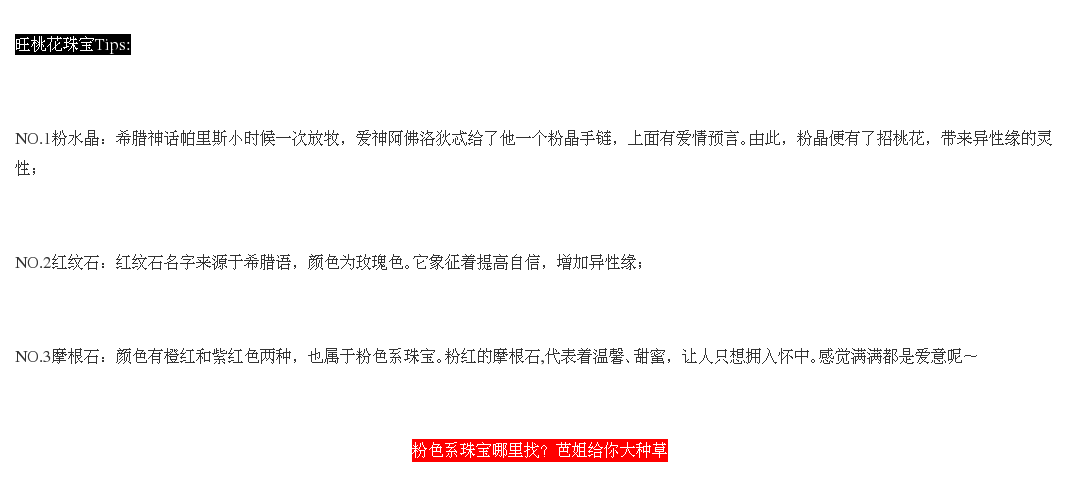 旺桃花珠宝Tips:
NO.1粉水晶：希腊神话帕里斯小时候一次放牧，爱神阿佛洛狄忒给了他一个粉晶手链，上面有爱情预言。由此，粉晶便有了招桃花，带来异性缘的灵
性；
NO.2红纹石：红纹石名字来源于希腊语，颜色为玫瑰色。它象征着提高自信，增加异性缘；
NO.3摩根石：颜色有橙红和紫红色两种，也属于粉色系珠宝。粉红的摩根石,代表着温馨、甜蜜，让人只想拥入怀中。感觉满满都是爱意呢～
粉色系珠宝哪里找？芭姐给你大种草